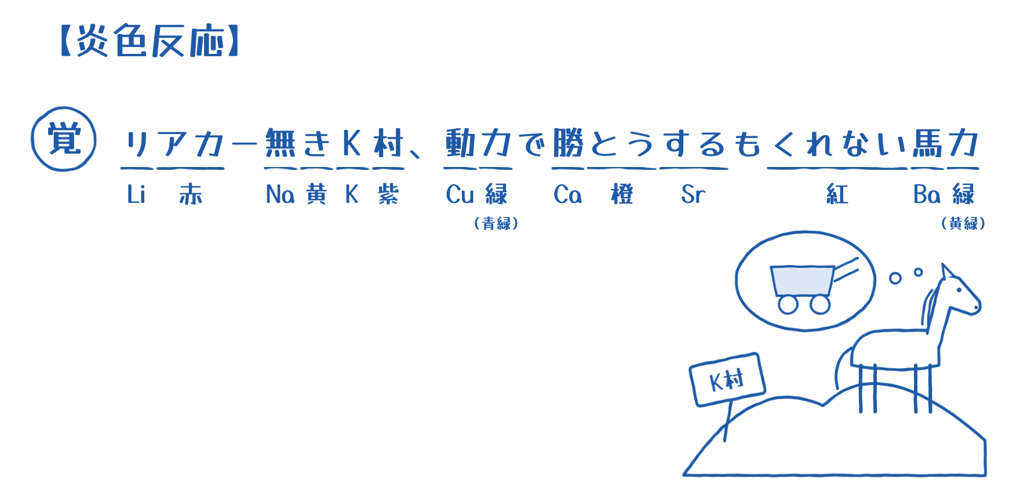 【炎色反応】
覚 リアカー無きK村、動力で勝とうするもくれない馬力
Li 赤 Na 黄 K 紫 Cu 緑 Ca 橙 Sr 紅 Ba 緑
（青緑） （黄緑）
K村